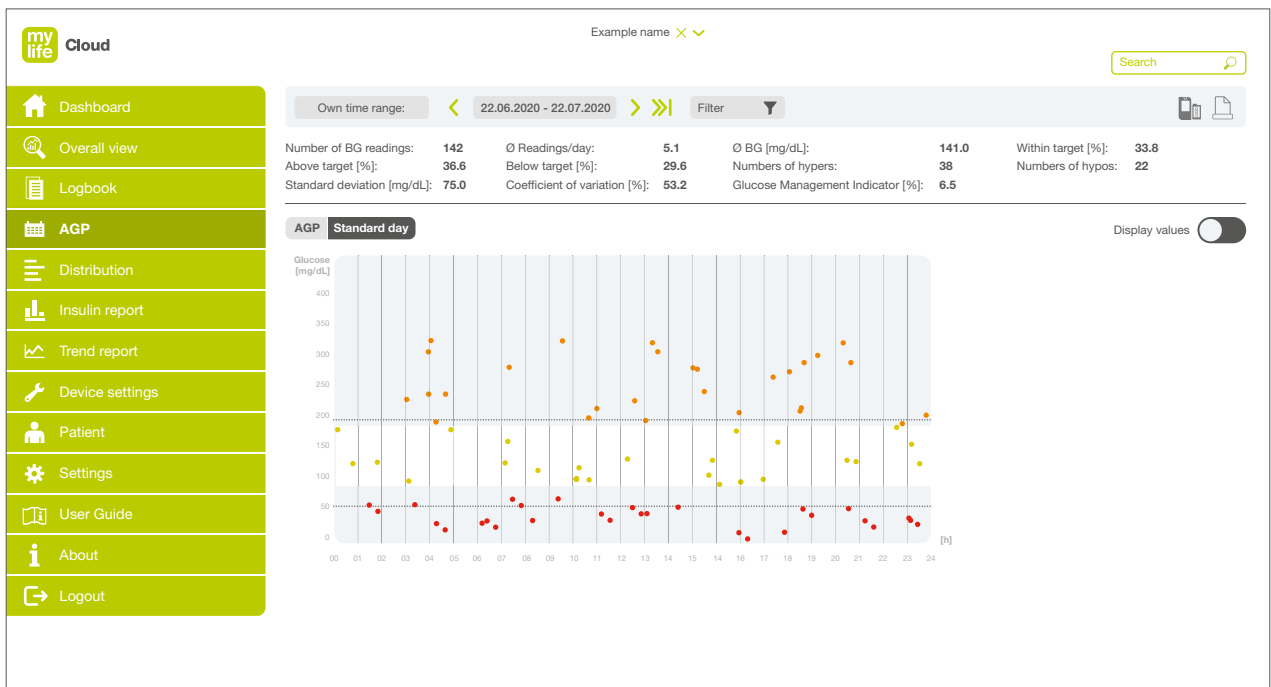 my
life
Cloud
Example name
Search
Dashboard
Overall view
Logbook
AGP
Distribution
Insulin report
Trend report
Device settings
Patient
Settings
User Guide
About
Logout
Own time range:
22.06.2020 - 22.07.2020
Filter
Number of BG readings: 142 Ø Readings/day: 5.1 Ø BG [mg/dL]: 141.0 Within target [%]: 33.8
Above target [%]: 36.6 Below target [%]: 29.6 Numbers of hypers: 38 Numbers of hypos: 22
Standard deviation [mg/dL]: 75.0 Coefficient of variation [%]: 53.2 Glucose Management Indicator [%]: 6.5
AGP Standard day
Display values
Glucose
[mg/dL]
400
350
300
250
200
150
100
50
0
[h]
00 01 02 03 04 05 06 07 08 09 10 11 12 13 14 16 17 18 19 20 21 22 23 24